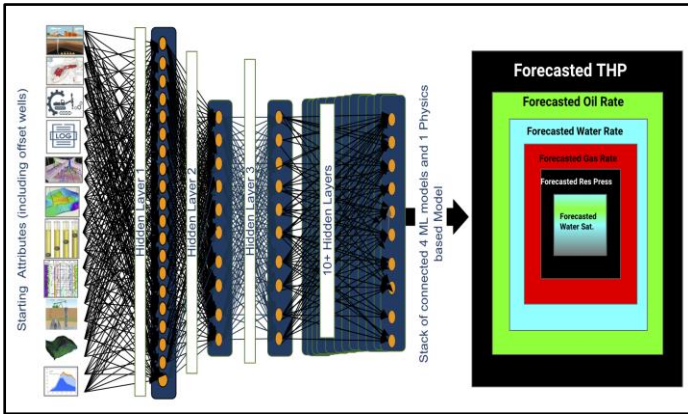 Starting Attributes (including offset wells)
LOG
Hidden Layer 1
Hidden Layer 2
Hidden Layer 3
10+ Hidden Layers
Stack of connected 4 ML models and 1 Physics
based Model
Forecasted THP
Forecasted Oil Rate
Forecasted Water Rate
Forecasted Gas Rate
Forecasted Res Press
Forecasted
Water Sat.